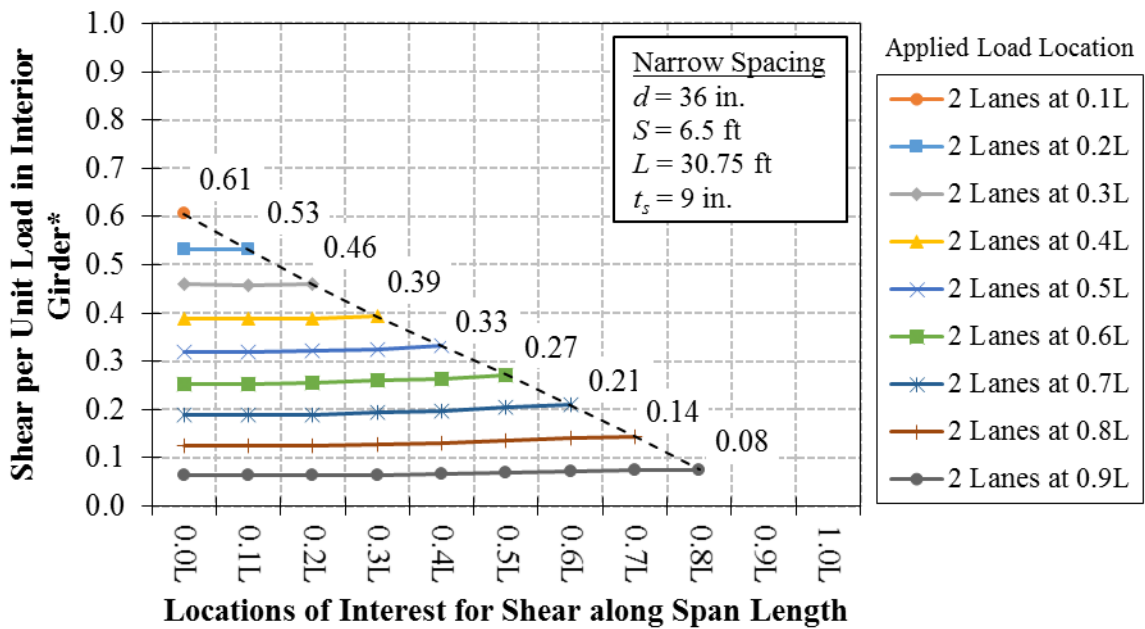 Shear per Unit Load in Interior
Girder*
1.0
0.9
0.8
0.7
0.6
0.5
0.4
0.3
0.2
0.1
0.0
0.61
0.53
0.46
0.39
0.33
0.27
0.21
0.14
0.08
Narrow Spacing
d = 36 in.
S = 6.5 ft
L = 30.75 ft
ts = 9 in.
0.0L
0.1L
0.2L
0.3L
0.4L
0.5L
0.6L
0.7L
0.8L
0.9L
1.0L
Locations of Interest for Shear along Span Length
Applied Load Location
2 Lanes at 0.1L
2 Lanes at 0.2L
2 Lanes at 0.3L
2 Lanes at 0.4L
2 Lanes at 0.5L
2 Lanes at 0.6L
2 Lanes at 0.7L
2 Lanes at 0.8L
2 Lanes at 0.9L